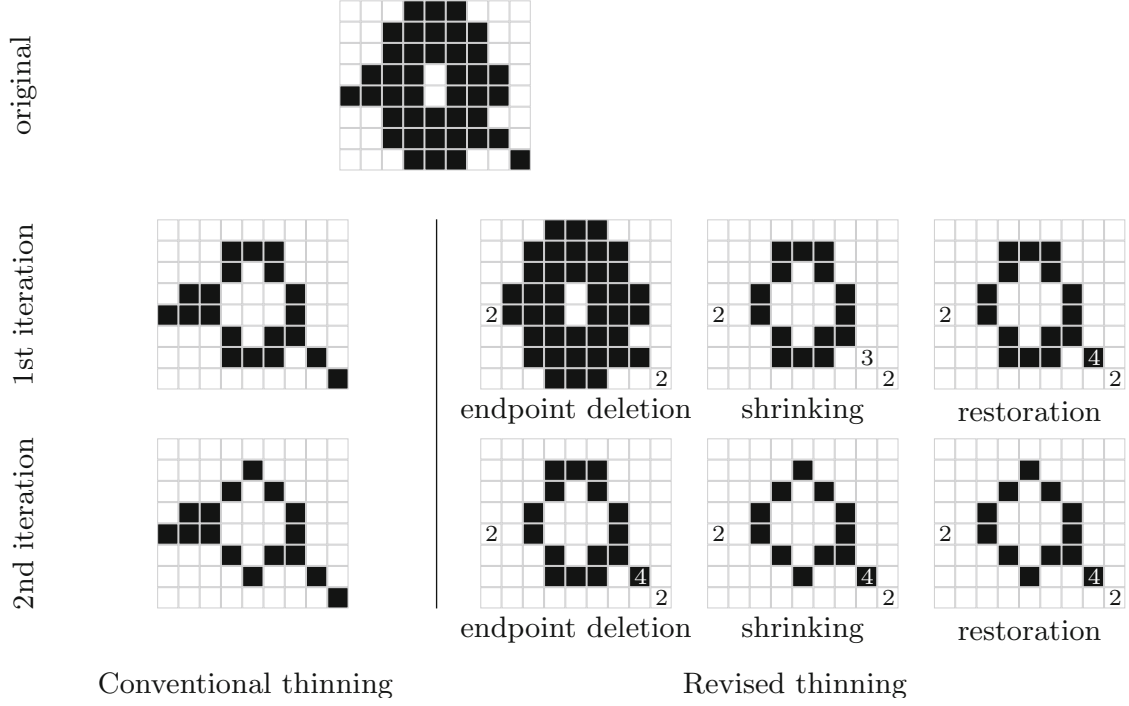 original
1st iteration
2 2
2 3 2
2 4 2
endpoint deletion shrinking restoration
2nd iteration
2 4 2
2 4 2
2 4 2
endpoint deletion shrinking restoration
Conventional thinning Revised thinning